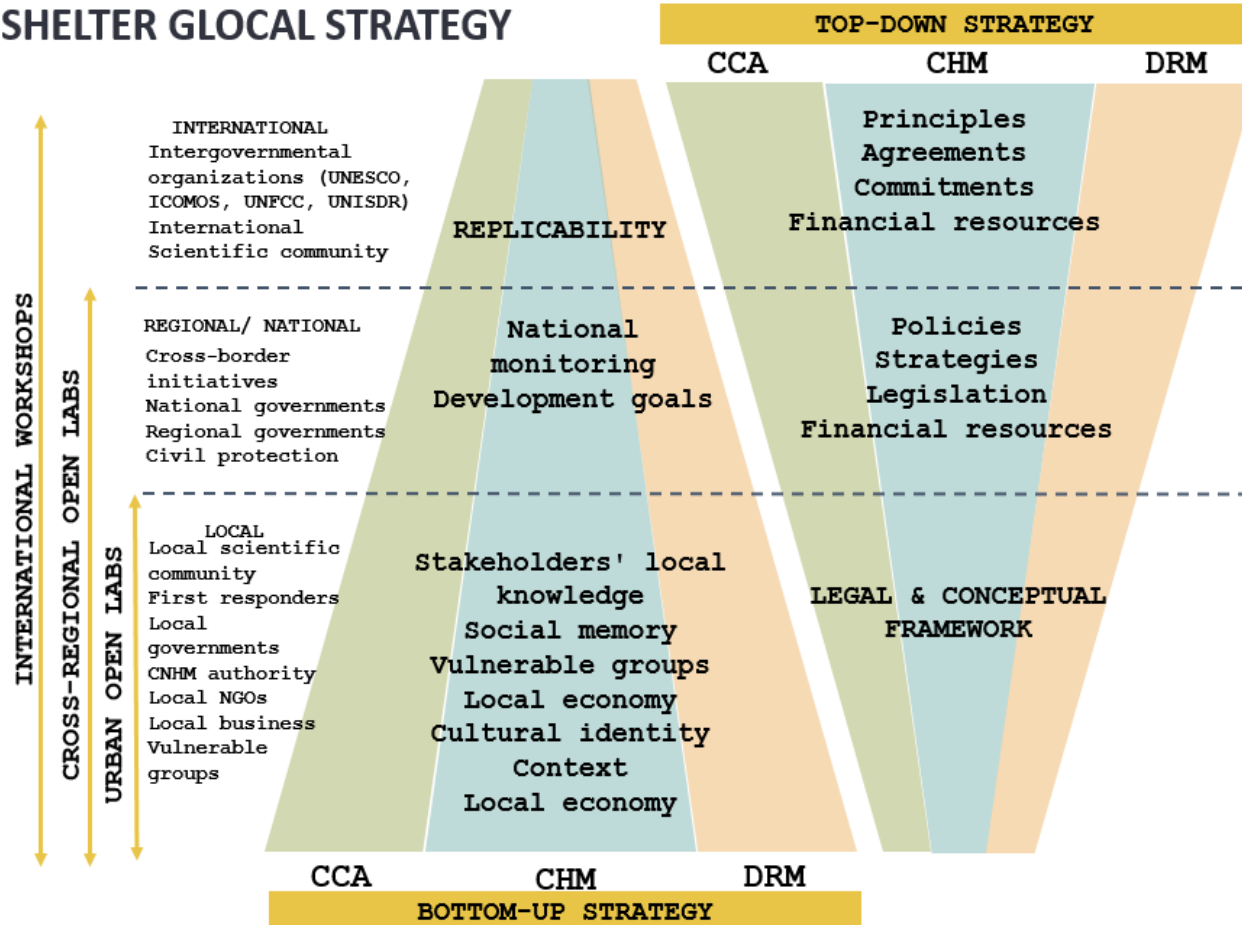 SHELTER GLOCAL STRATEGY
TOP-DOWN STRATEGY
CCA
CHM
DRM
INTERNATIONAL WORKSHOPS
CROSS-REGIONAL OPEN LABS
URBAN OPEN LABS
INTERNATIONAL
Intergovernmental
organizations (UNESCO,
ICOMOS, UNFCC, UNISDR)
International
Scientific community
REPLICABILITY
Principles
Agreements
Commitments
Financial resources
REGIONAL/ NATIONAL
Cross-border
initiatives
National governments
Regional governments
Civil protection
National
monitoring
Development goals
Policies
Strategies
Legislation
Financial resources
LOCAL
Local scientific
community
First responders
Local
governments
CNHM authority
Local NGOs
Local business
Vulnerable
groups
Stakeholders' local
knowledge
Social memory
Vulnerable groups
Local economy
Cultural identity
Context
Local economy
LEGAL & CONCEPTUAL
FRAMEWORK
CCA
CHM
DRM
BOTTOM-UP STRATEGY